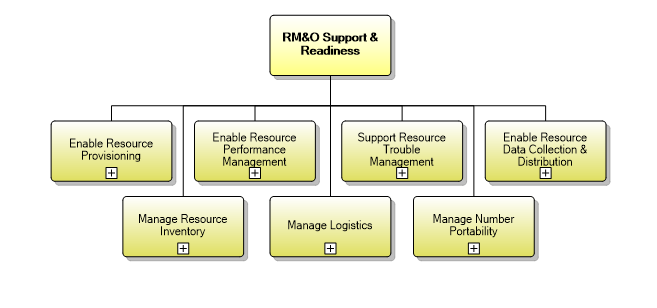 RM&O Support &
Readiness
Enable Resource
Provisioning
Enable Resource
Performance
Management
Support Resource
Trouble
Management
Enable Resource
Data Collection &
Distribution
Manage Resource
Inventory
Manage Logistics
Manage Number
Portability